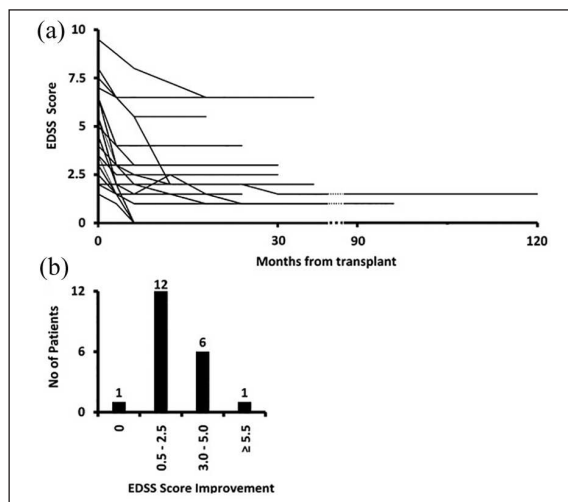 (a)
EDSS Score
10
7.5
5
2.5
0
0 30 90 120
Months from transplant
(b)
No of Patients
12
6
0
1 12 6 1
0 0.5 - 2.5 3.0 - 5.0 ≥ 5.5
EDSS Score Improvement